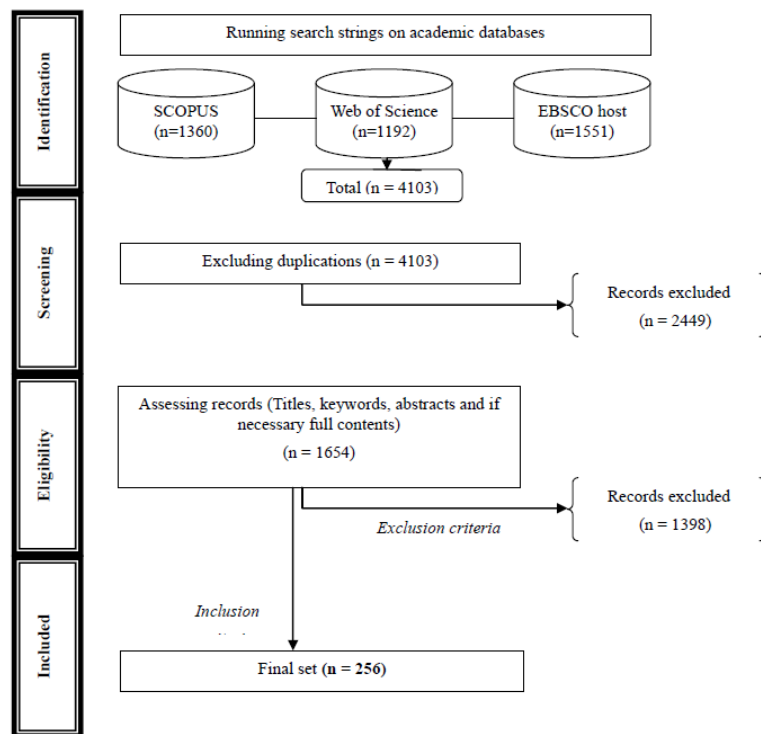 Identification
Running search strings on academic databases
SCOPUS
(n=1360)
Web of Science
(n=1192)
EBSCO host
(n=1551)
Total (n = 4103)
Screening
Excluding duplications (n = 4103)
Records excluded
(n = 2449)
Eligibility
Assessing records (Titles, keywords, abstracts and if
necessary full contents)
(n = 1654)
Records excluded
(n = 1398)
Exclusion criteria
Included
Inclusion
Final set (n = 256)